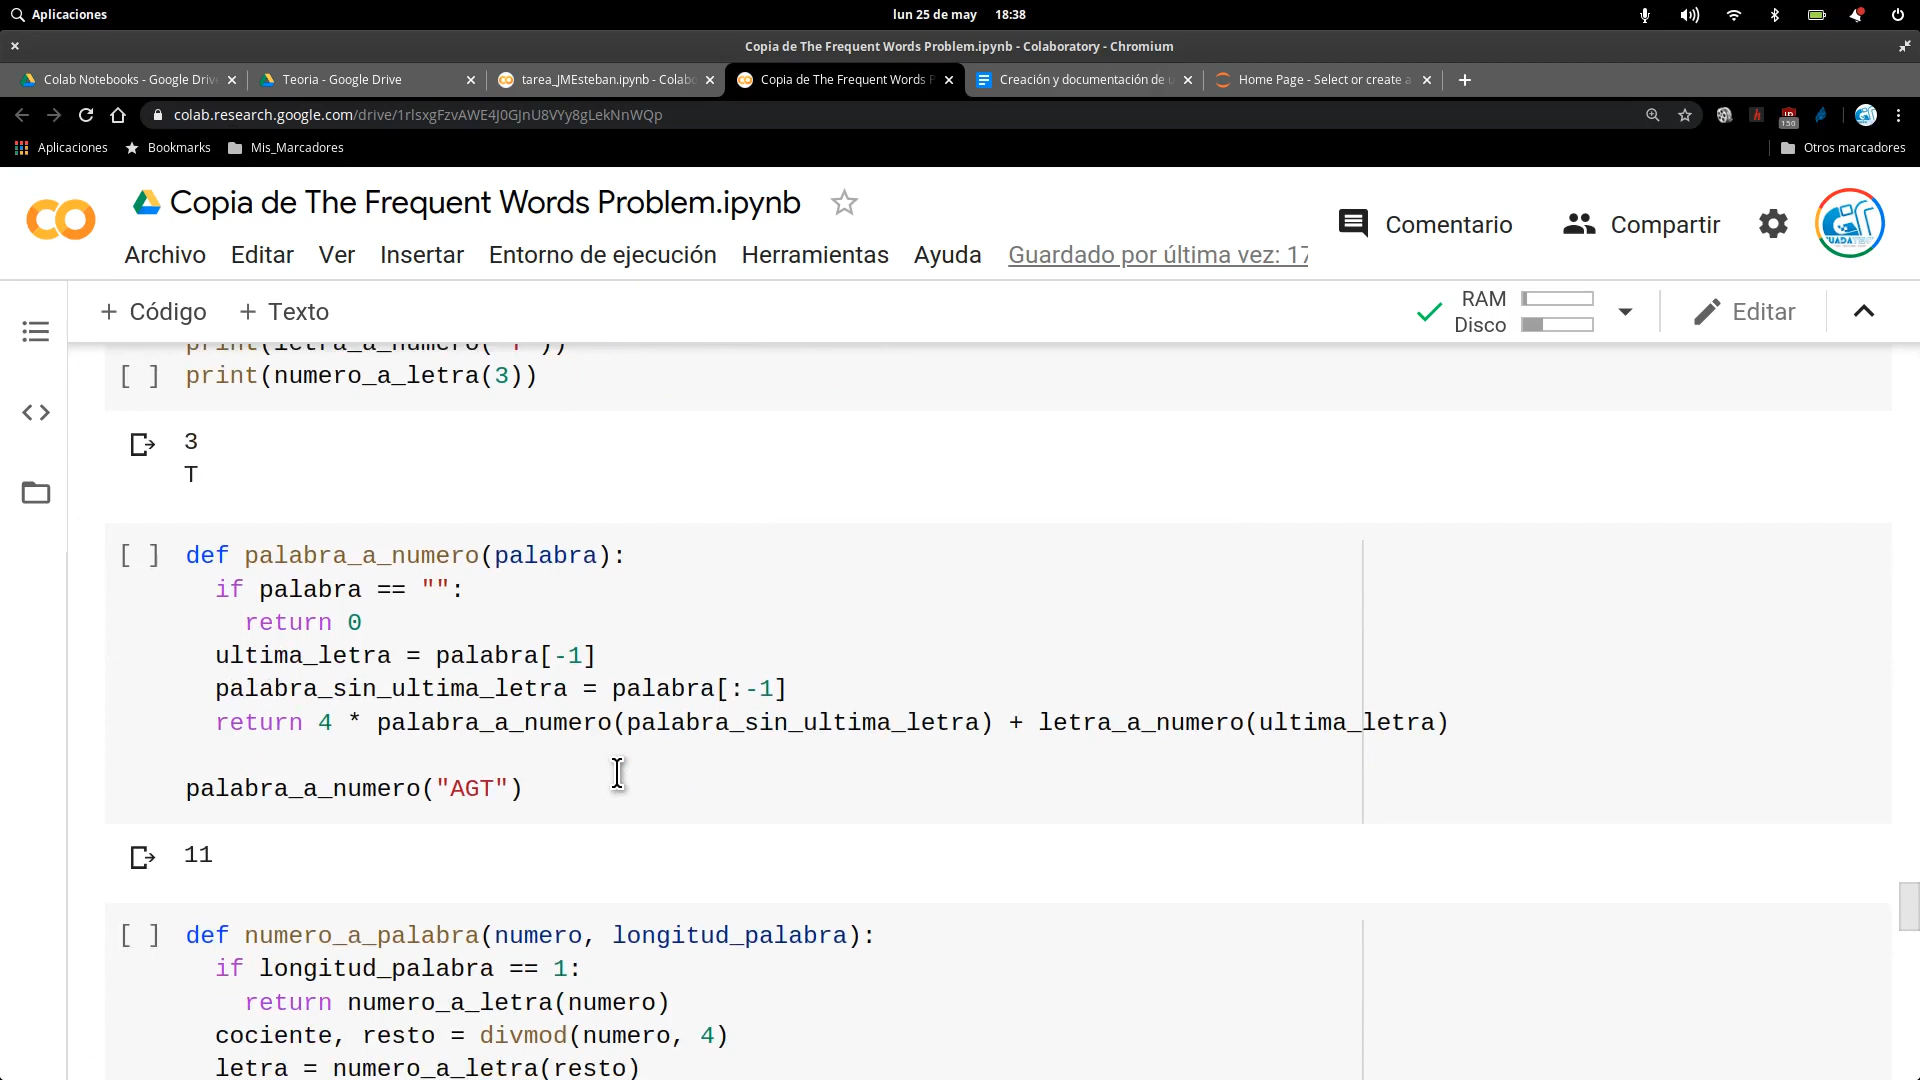 Aplicaciones
lun 25 de may 18:38
Copia de The Frequent Words Problem.ipynb - Colaboratory - Chromium
Colab Notebooks - Google Drive
Teoria - Google Drive
tarea_JMEsteban.ipynb - Colabo
Copia de The Frequent Words P
Creación y documentación de
Home Page - Select or create a
colab.research.google.com/drive/1rlsxgFzvAWE4J0GJnU8VYy8gLekNnWQp
150
Aplicaciones
Bookmarks
Mis_Marcadores
Otros marcadores
Copia de The Frequent Words Problem.ipynb
Comentario
Compartir
Archivo Editar Ver Insertar Entorno de ejecución Herramientas Ayuda Guardado por última vez: 17
+ Código + Texto
RAM
Disco
Editar
print(letra_a_numero("T"))
[ ] print(numero_a_letra(3))
3
T
[ ] def palabra_a_numero(palabra):
if palabra == "":
return 0
ultima_letra = palabra[-1]
palabra_sin_ultima_letra = palabra[:-1]
return 4 * palabra_a_numero(palabra_sin_ultima_letra) + letra_a_numero(ultima_letra)
palabra_a_numero("AGT")
11
[ ] def numero_a_palabra(numero, longitud_palabra):
if longitud_palabra == 1:
return numero_a_letra(numero)
cociente, resto = divmod(numero, 4)
letra = numero_a_letra(resto)